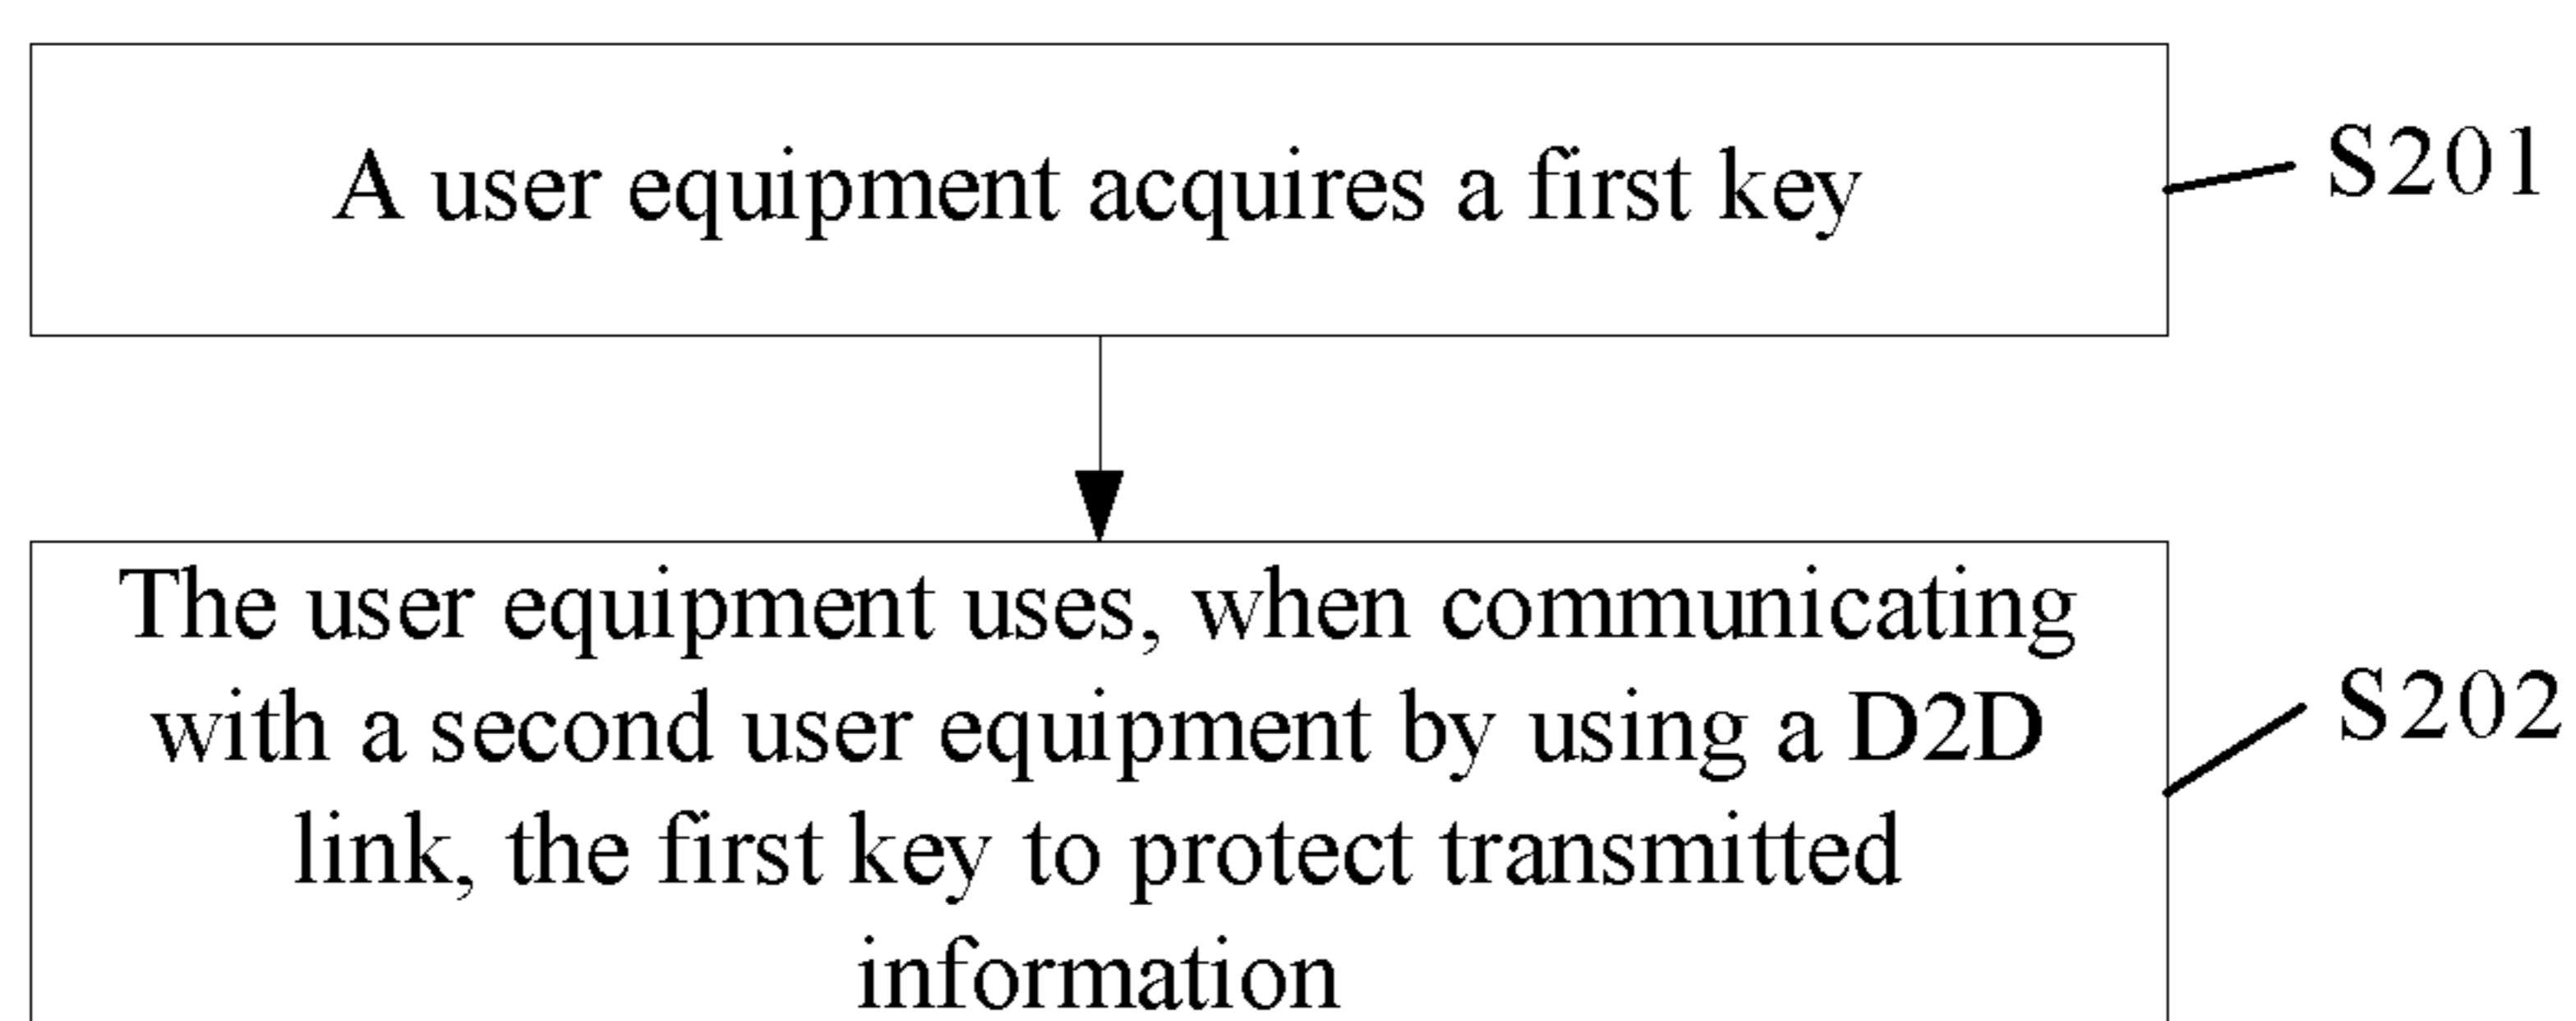 A user equipment acquires a first key
S201
The user equipment uses, when communicating
with a second user equipment by using a D2D
link, the first key to protect transmitted
information
S202